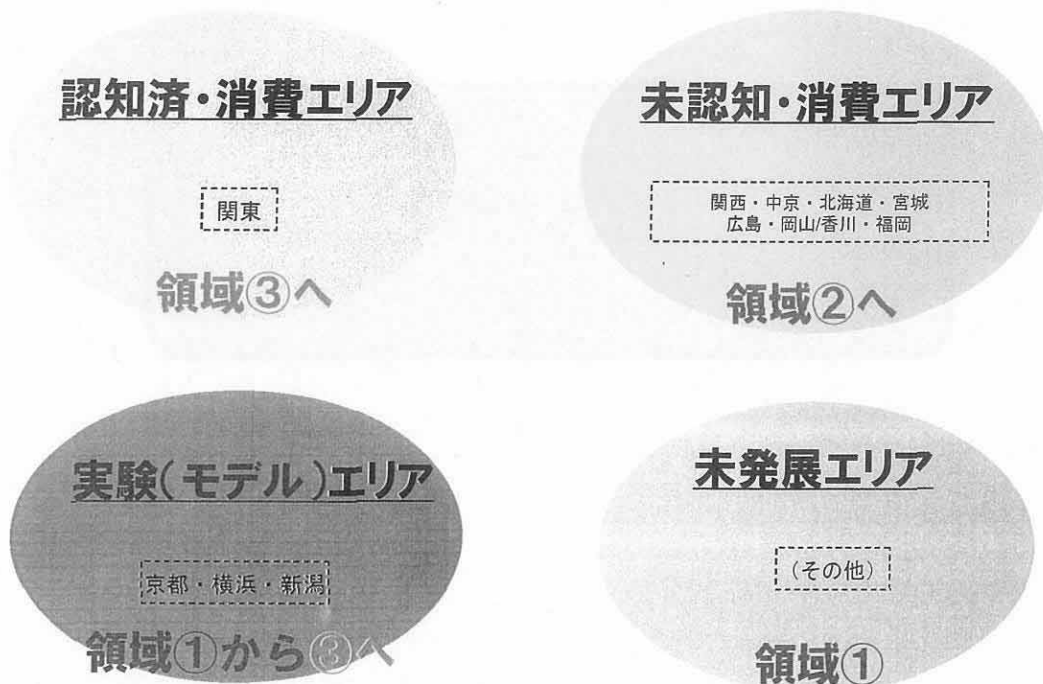 認知済・消費エリア
関東
領域③へ
未認知・消費エリア
関西・中京・北海道・宮城
広島・岡山/香川・福岡
領域②へ
実験(モデル)エリア
京都・横浜・新潟
領域①から③へ
未発展エリア
(その他)
領域①